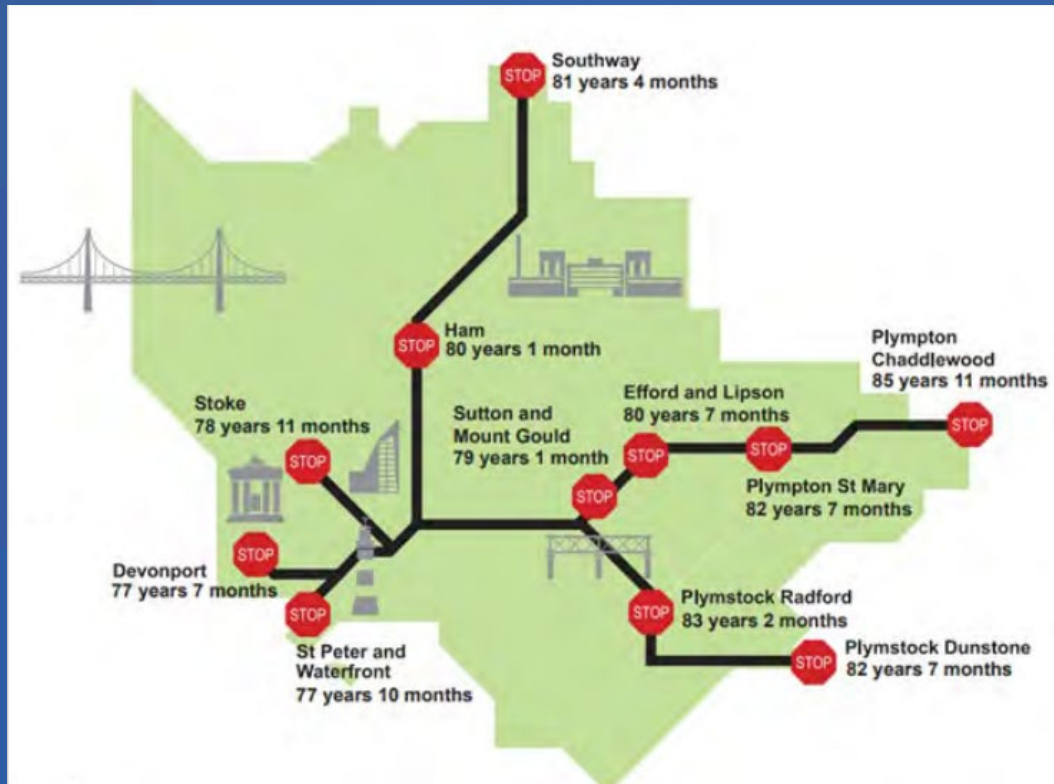 STOP
Southway
81 years 4 months
STOP
Ham
80 years 1 month
Plympton
Chaddlewood
85 years 11 months
STOP
Efford and Lipson
80 years 7 months
STOP
STOP
Plympton St Mary
82 years 7 months
Sutton and
Mount Gould
79 years 1 month
STOP
Stoke
78 years 11 months
STOP
STOP
Devonport
77 years 7 months
STOP
St Peter and
Waterfront
77 years 10 months
STOP
Plymstock Radford
83 years 2 months
STOP
Plymstock Dunstone
82 years 7 months